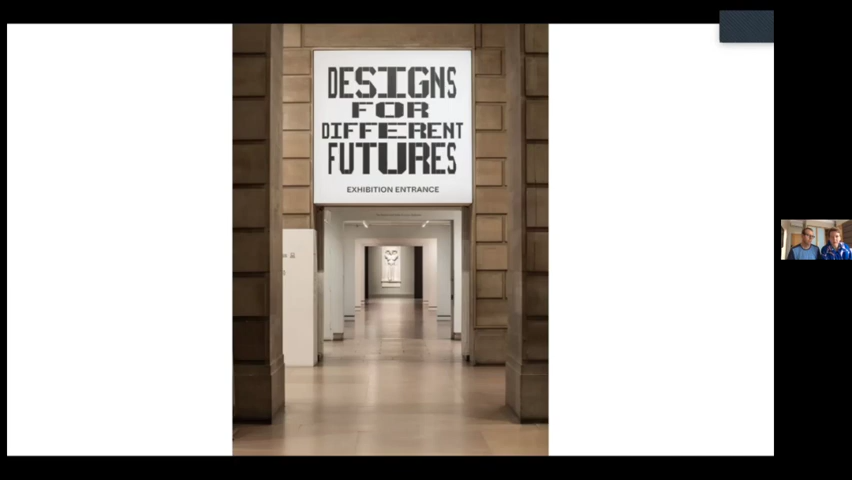 DESIGNS
FOR
DIFFERENT
FUTURES
EXHIBITION ENTRANCE